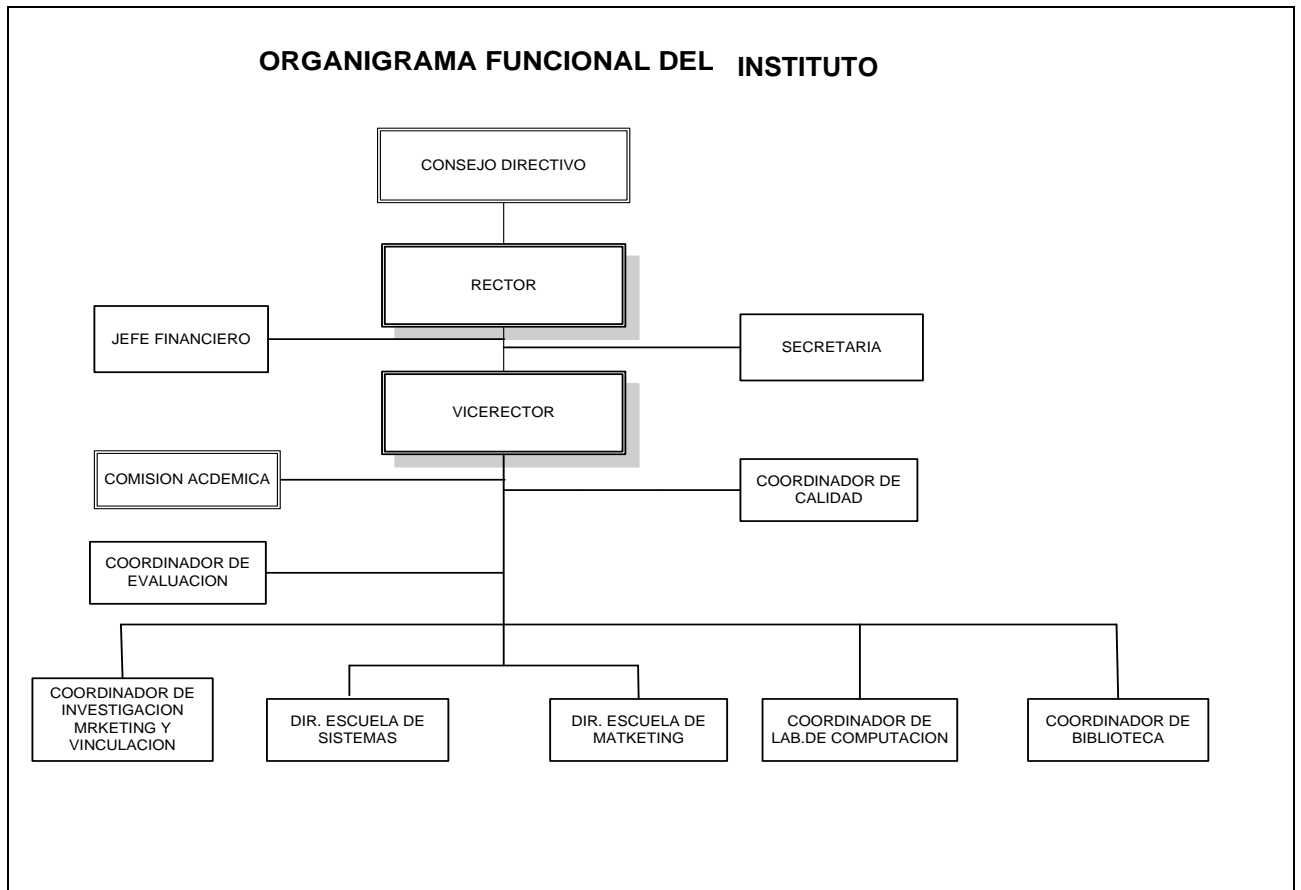 ORGANIGRAMA FUNCIONAL DEL INSTITUTO
CONSEJO DIRECTIVO
RECTOR
JEFE FINANCIERO
SECRETARIA
VICERECTOR
COMISION ACDEMICA
COORDINADOR DE
CALIDAD
COORDINADOR DE
EVALUACION
COORDINADOR DE
INVESTIGACION
MRKETING Y
VINCULACION
DIR. ESCUELA DE
SISTEMAS
DIR. ESCUELA DE
MATKETING
COORDINADOR DE
LAB.DE COMPUTACION
COORDINADOR DE
BIBLIOTECA